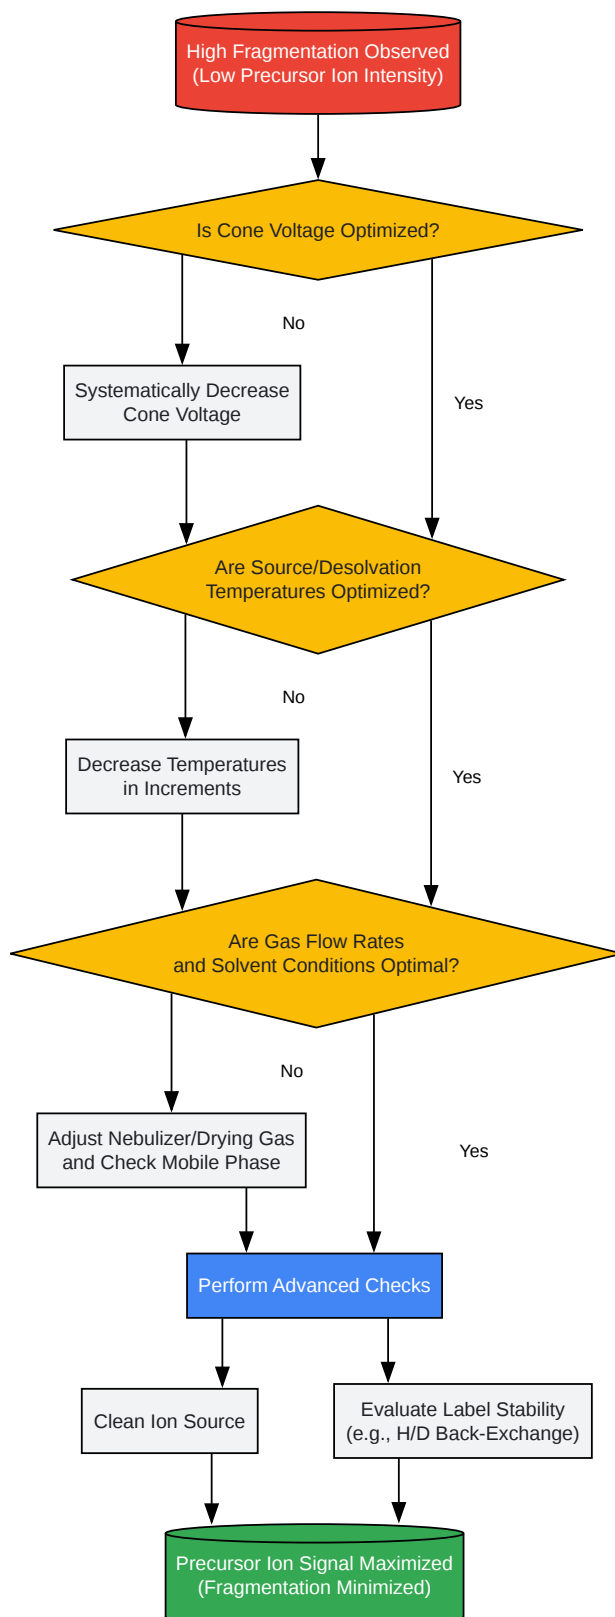 High Fragmentation Observed
(Low Precursor Ion Intensity)
Is Cone Voltage Optimized?
No
Systematically Decrease
Cone Voltage
Yes
Are Source/Desolvation
Temperatures Optimized?
No
Decrease Temperatures
in Increments
Yes
Are Gas Flow Rates
and Solvent Conditions Optimal?
No
Adjust Nebulizer/Drying Gas
and Check Mobile Phase
Yes
Perform Advanced Checks
Clean Ion Source
Evaluate Label Stability
(e.g., H/D Back-Exchange)
Precursor Ion Signal Maximized
(Fragmentation Minimized)